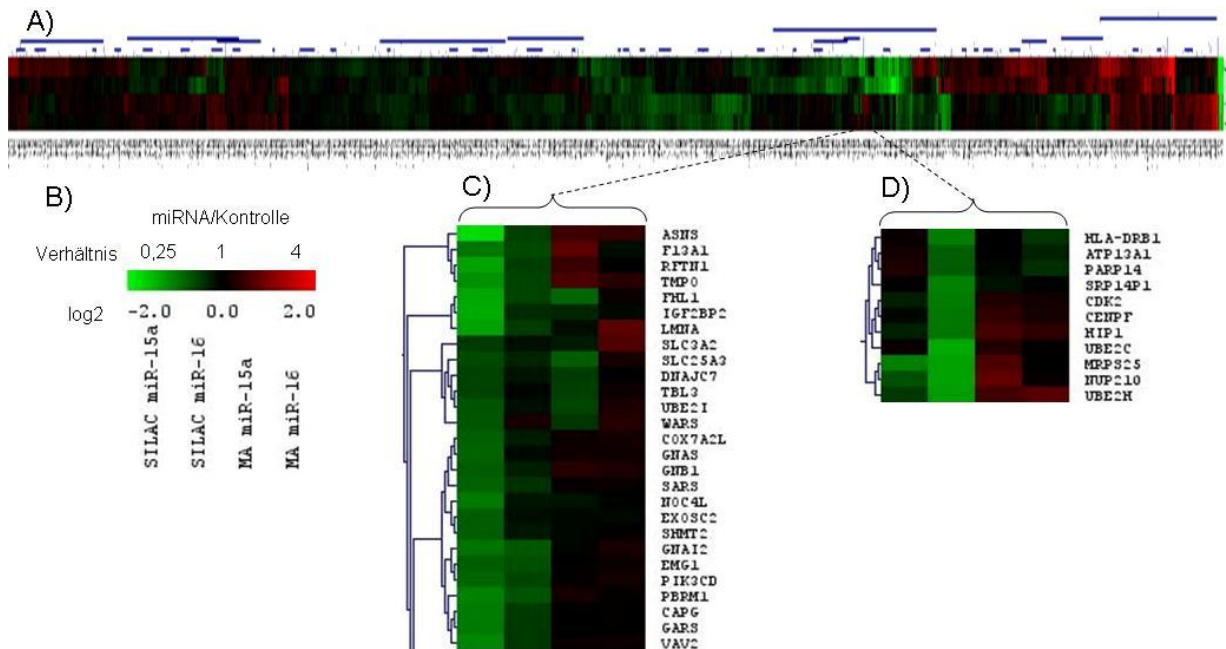 A)
B)
miRNA/Kontrolle
Verhältnis 0,25 1 4
log2 -2.0 0.0 2.0
SILAC miR-15a
SILAC miR-16
MA miR-15a
MA miR-16
C)
ASNS
F13A1
RFTN1
TMPO
FHL1
IGF2BP2
LMNA
SLC3A2
SLC25A3
DNAJC7
TBL3
UBE2I
WARS
COX7A2L
GNAS
GNB1
SARS
NOC4L
EXOSC2
SHMT2
GNAI2
EMG1
PIK3CD
PBRM1
CAPG
GARS
VAV2
D)
HLA-DRB1
ATP13A1
PARP14
SRP14P1
CDK2
CENPF
HIP1
UBE2C
MRPS25
NUP210
UBE2H